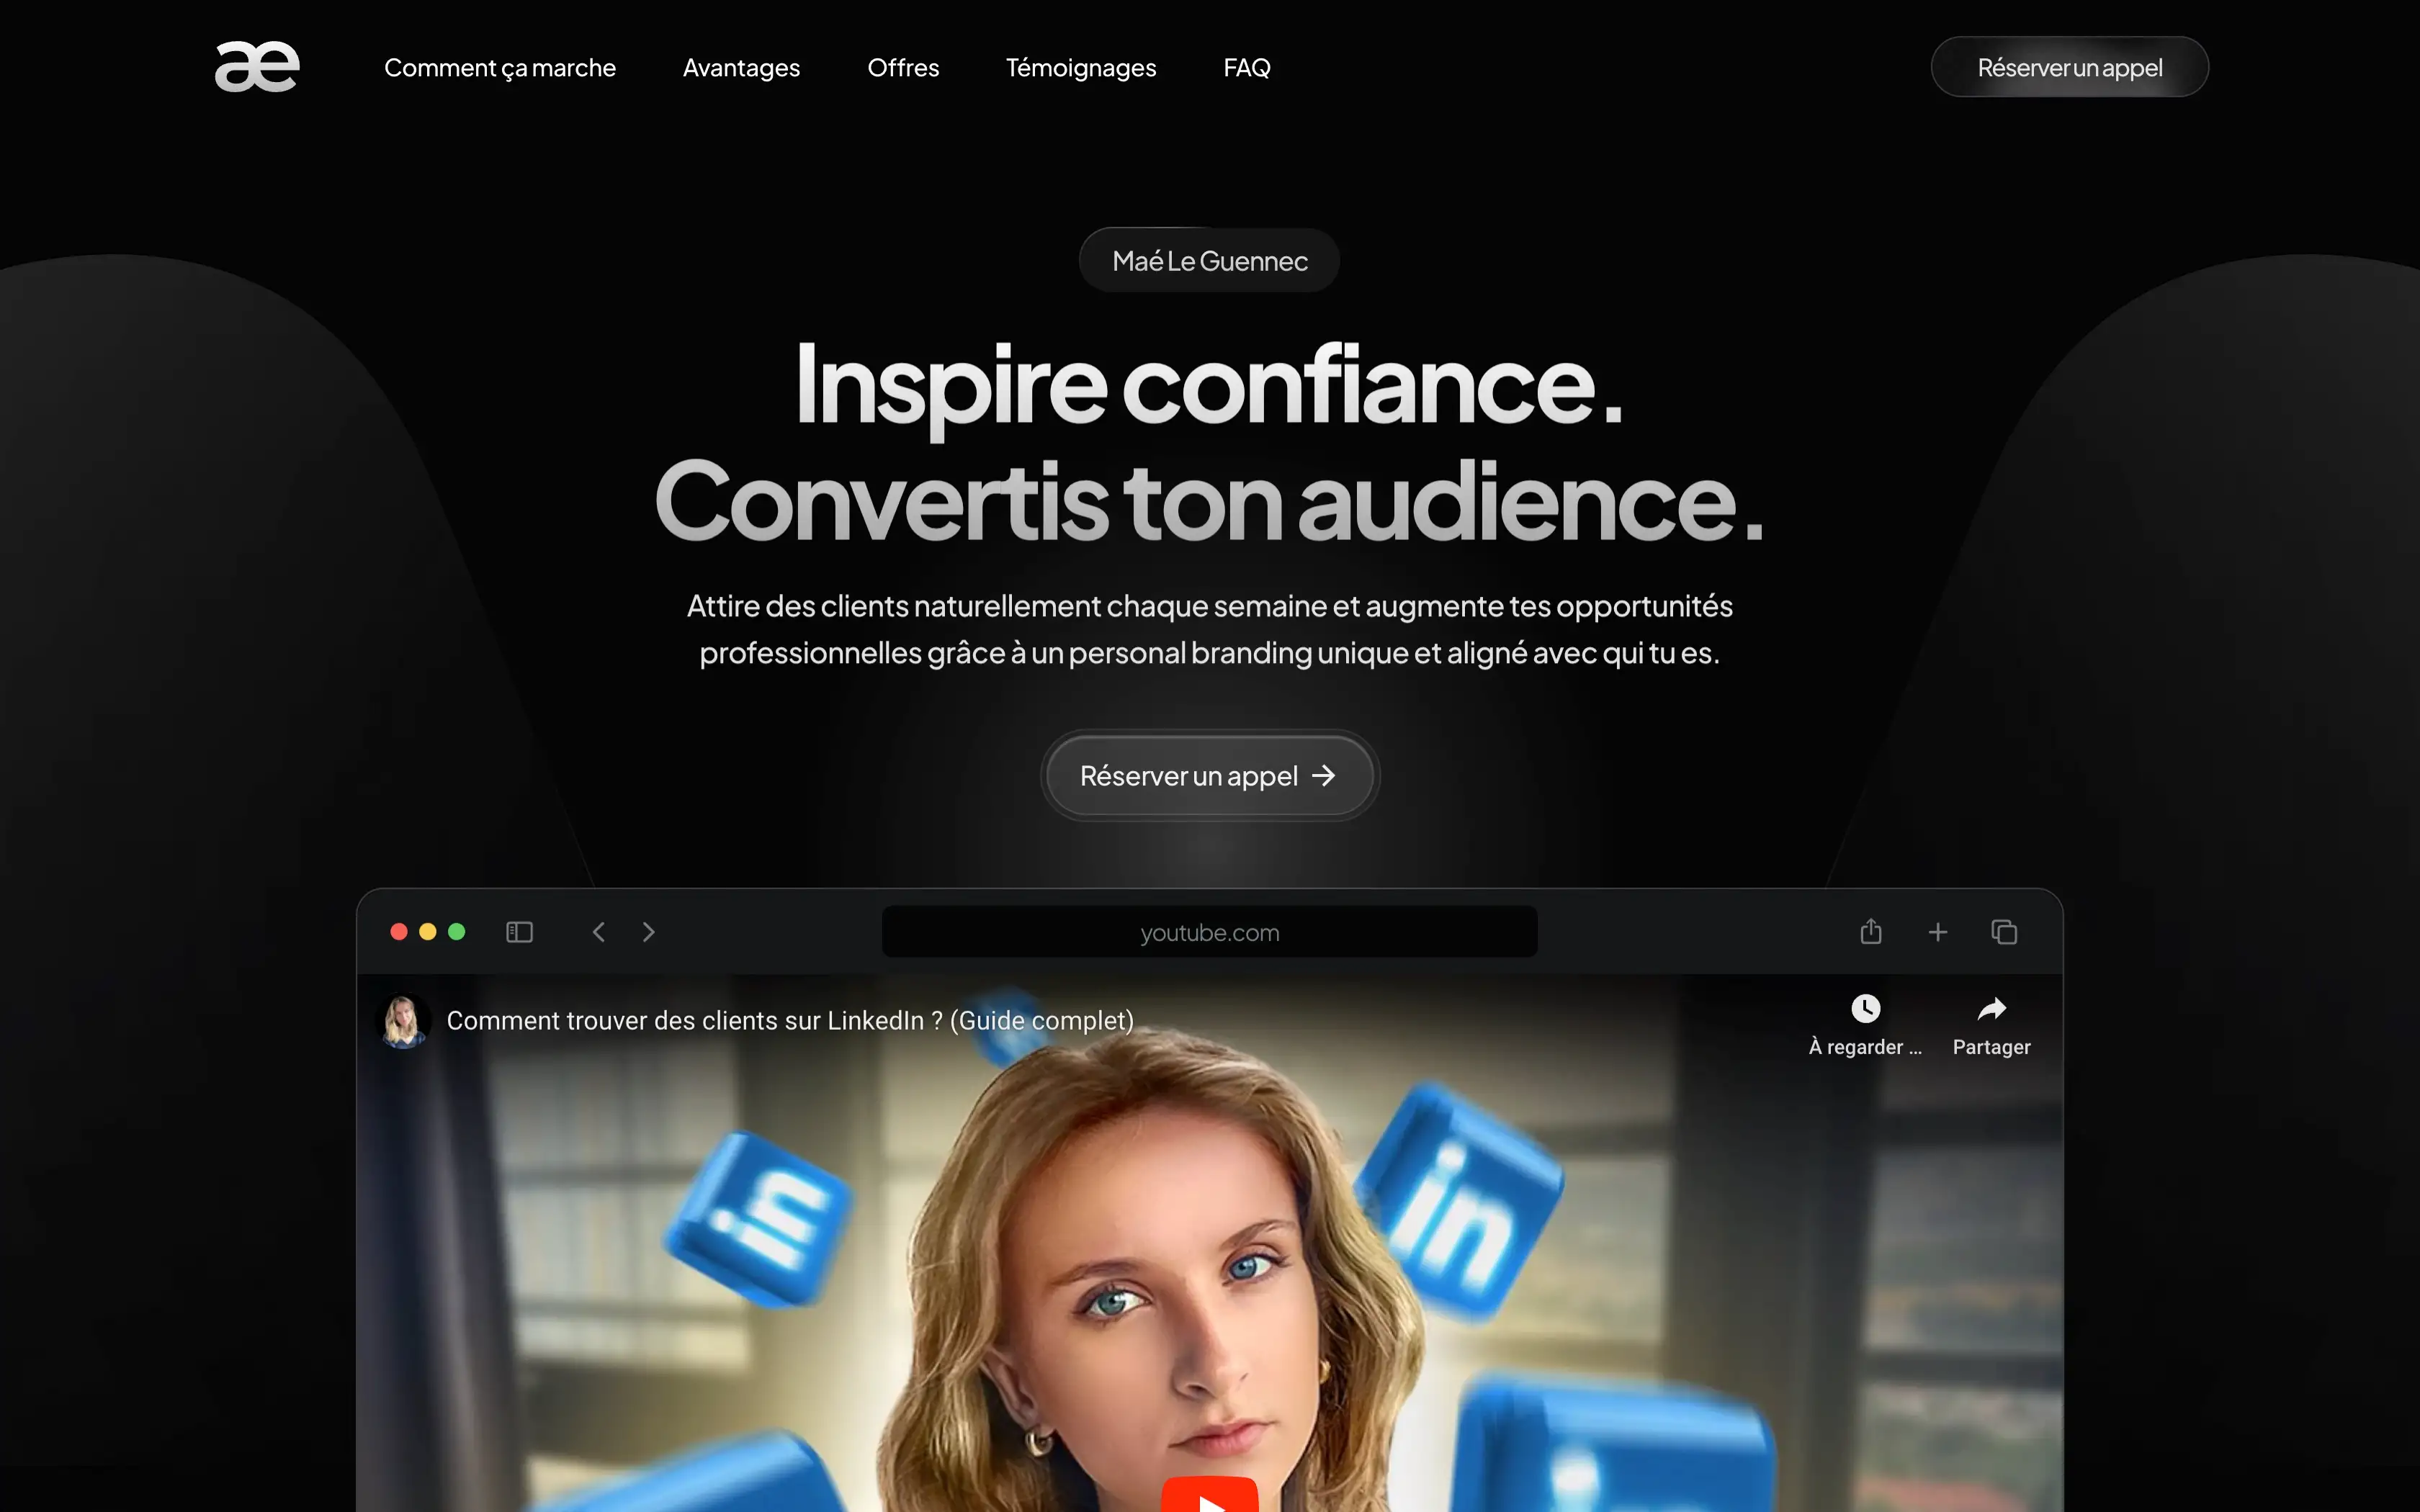 æ
Comment ça marche
Avantages
Offres
Témoignages
FAQ
Réserver un appel
Maé Le Guennec
Inspire confiance.
Convertis ton audience.
Attire des clients naturellement chaque semaine et augmente tes opportunités
professionnelles grâce à un personal branding unique et aligné avec qui tu es.
Réserver un appel →
youtube.com
Comment trouver des clients sur LinkedIn ? (Guide complet)
À regarder ...
Partager
in
in